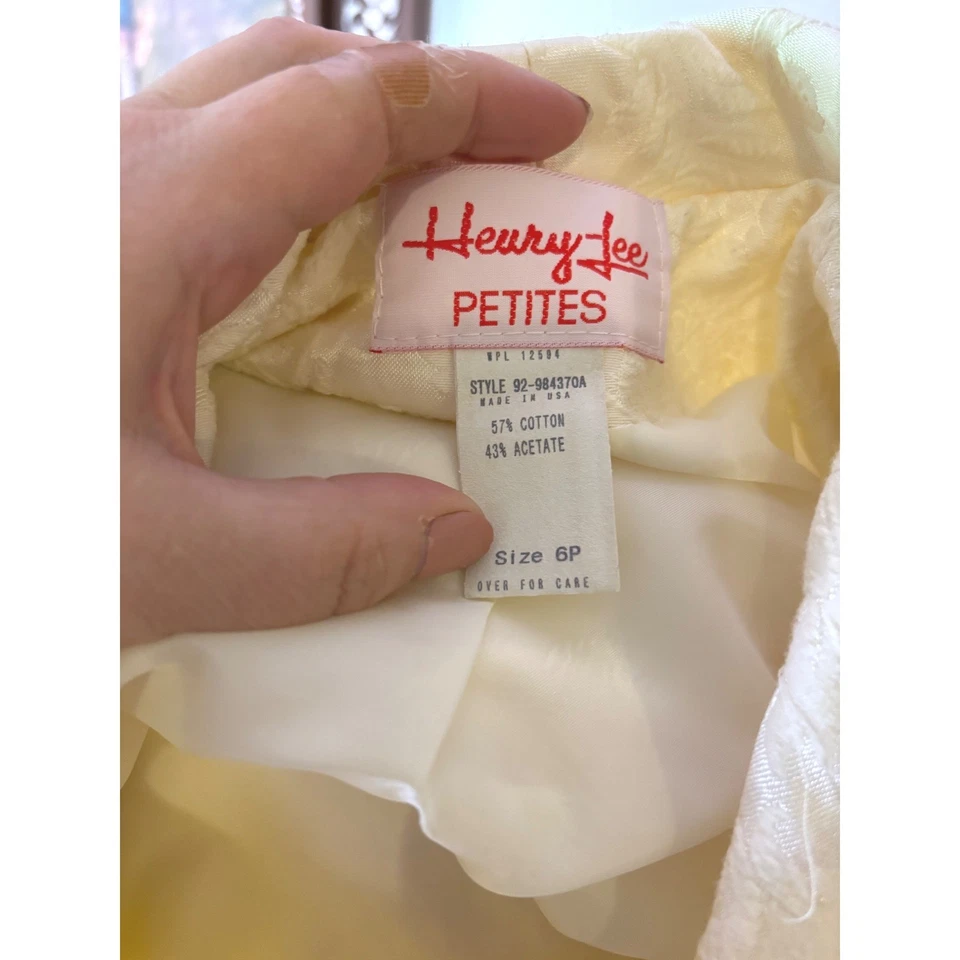 Henry Lee
PETITES
WPL 12594
STYLE 92-984370A
MADE IN USA
57% COTTON
43% ACETATE
Size 6P
OVER FOR CARE